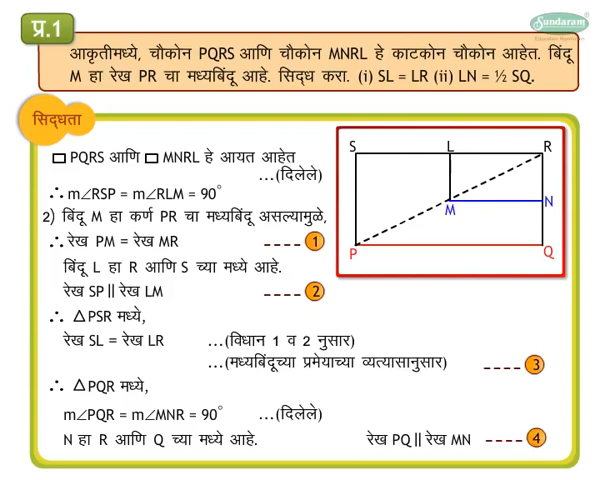 प्र.1
Sundaram
आकृतीमध्ये, चौकोन PQRS आणि चौकोन MNRL हे काटकोन चौकोन आहेत. बिंदू
M हा रेख PR चा मध्यबिंदू आहे. सिद्ध करा. (i) SL = LR (ii) LN = ½ SQ.
सिद्धता
□ PQRS आणि □ MNRL हे आयत आहेत
...(दिलेले)
∴ m∠RSP = m∠RLM = 90°
2) बिंदू M हा कर्ण PR चा मध्यबिंदू असल्यामुळे,
∴ रेख PM = रेख MR ---- 1
बिंदू L हा R आणि S च्या मध्ये आहे.
रेख SP || रेख LM ---- 2
∴ △PSR मध्ये,
रेख SL = रेख LR ...(विधान 1 व 2 नुसार)
...(मध्यबिंदूच्या प्रमेयाच्या व्यत्यासानुसार) ---- 3
∴ △PQR मध्ये,
m∠PQR = m∠MNR = 90° ...(दिलेले)
N हा R आणि Q च्या मध्ये आहे. रेख PQ || रेख MN ---- 4
S L R
M N
P Q